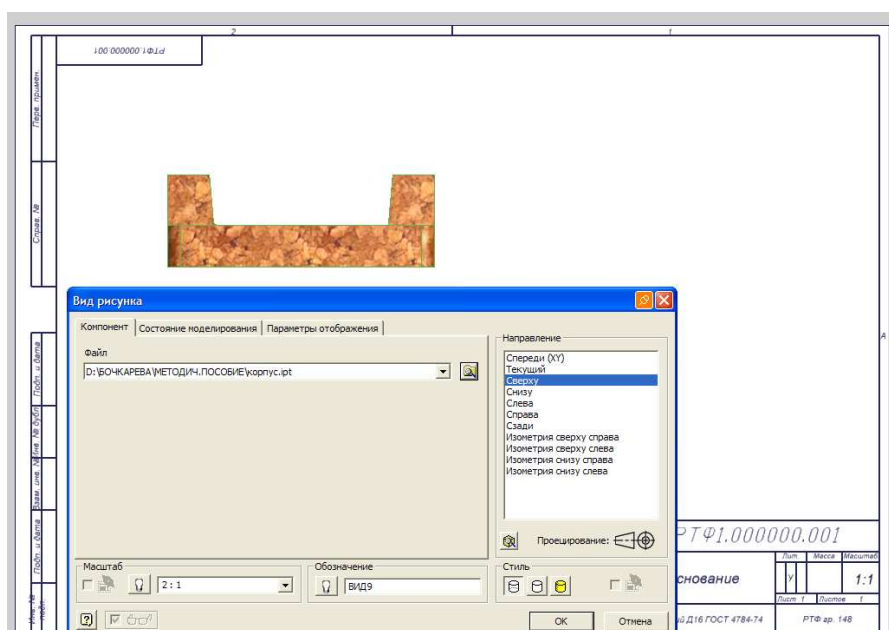 2
1
РТФ1.000000.001
Перв. примен.
Справ. №
Подп. и дата
Инв. № дубл
Взам. инв. №
Подп. и дата
Инв. № подл.
A
Вид рисунка
Компонент
Состояние моделирования
Параметры отображения
Файл
D:\БОЧКАРЕВА\МЕТОДИЧ.ПОСОБИЕ\корпус.ipt
Направление
Спереди (XY)
Текущий
Сверху
Снизу
Слева
Справа
Сзади
Изометрия сверху справа
Изометрия сверху слева
Изометрия снизу справа
Изометрия снизу слева
Проецирование:
Масштаб
2 : 1
Обозначение
ВИД9
Стиль
ОК
Отмена
РТФ1.000000.001
снование
Лит. Масса Масштаб
У 1:1
Лист 1 Листов 1
Д16 ГОСТ 4784-74
РТФ гр. 148